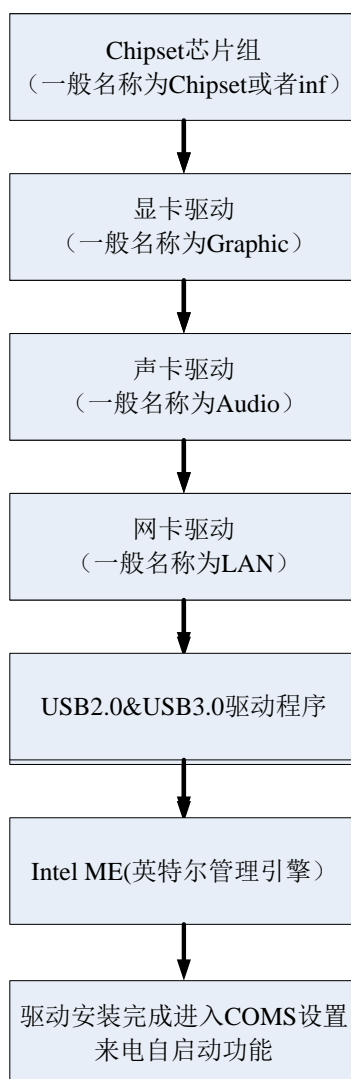 Chipset芯片组
（一般名称为Chipset或者inf）
显卡驱动
（一般名称为Graphic）
声卡驱动
（一般名称为Audio）
网卡驱动
（一般名称为LAN）
USB2.0&USB3.0驱动程序
Intel ME(英特尔管理引擎）
驱动安装完成进入COMS设置
来电自启动功能